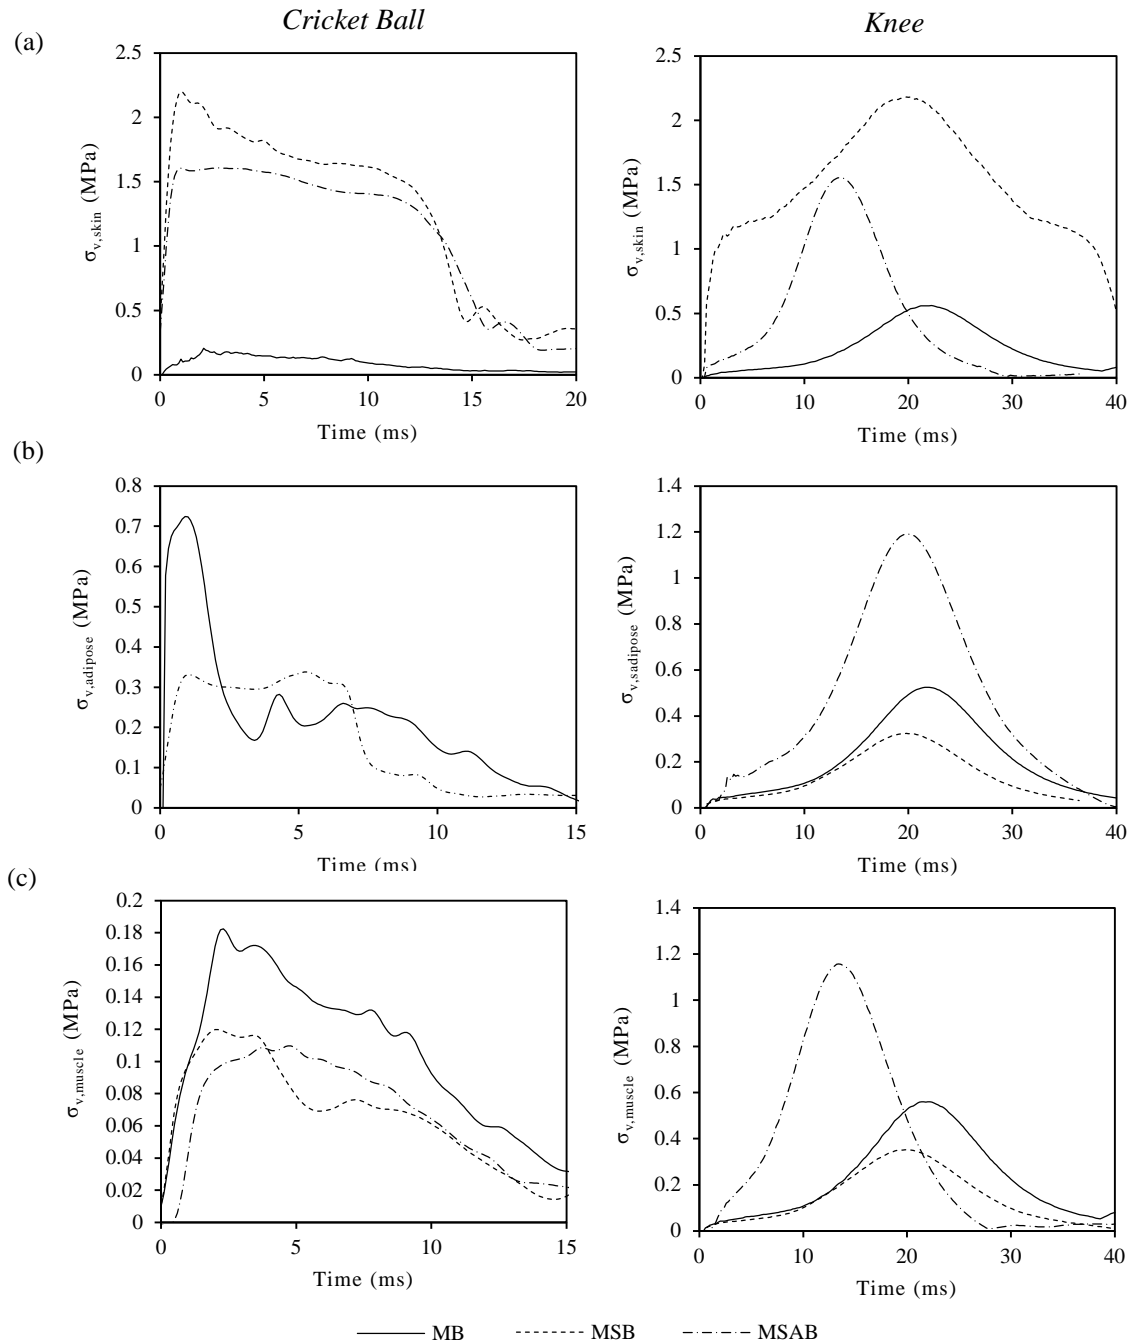 Cricket Ball
Knee
(a)
2.5
2
1.5
1
0.5
0
σv,skin (MPa)
0 5 10 15 20
Time (ms)
2.5
2
1.5
1
0.5
0
σv,skin (MPa)
0 10 20 30 40
Time (ms)
(b)
0.8
0.7
0.6
0.5
0.4
0.3
0.2
0.1
0
σv,adipose (MPa)
0 5 10 15
Time (ms)
1.4
1.2
1
0.8
0.6
0.4
0.2
0
σv,sadipose (MPa)
0 10 20 30 40
Time (ms)
(c)
0.2
0.18
0.16
0.14
0.12
0.1
0.08
0.06
0.04
0.02
0
σv,muscle (MPa)
0 5 10 15
Time (ms)
1.4
1.2
1
0.8
0.6
0.4
0.2
0
σv,muscle (MPa)
0 10 20 30 40
Time (ms)
MB MSB MSAB